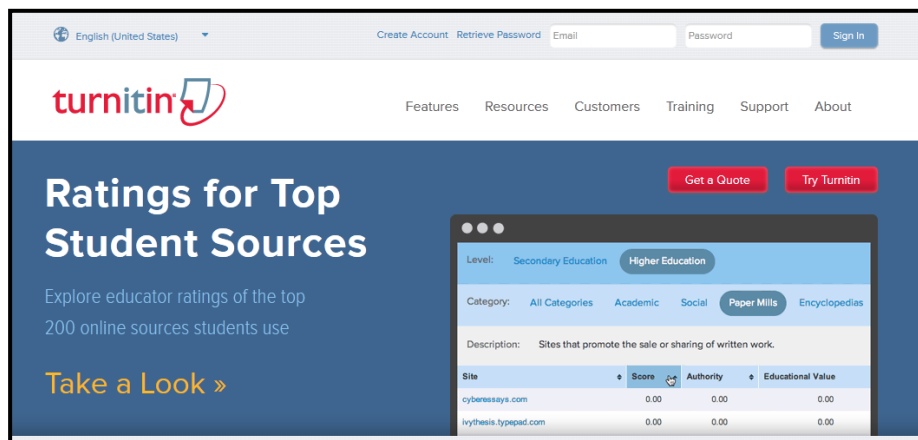 English (United States)
Create Account Retrieve Password Email Password Sign In
turnitin
Features Resources Customers Training Support About
Get a Quote Try Turnitin
Ratings for Top
Student Sources
Explore educator ratings of the top
200 online sources students use
Take a Look »
Level: Secondary Education Higher Education
Category: All Categories Academic Social Paper Mills Encyclopedias
Description: Sites that promote the sale or sharing of written work.
Site Score Authority Educational Value
cyberessays.com 0.00 0.00 0.00
ivythesis.typepad.com 0.00 0.00 0.00